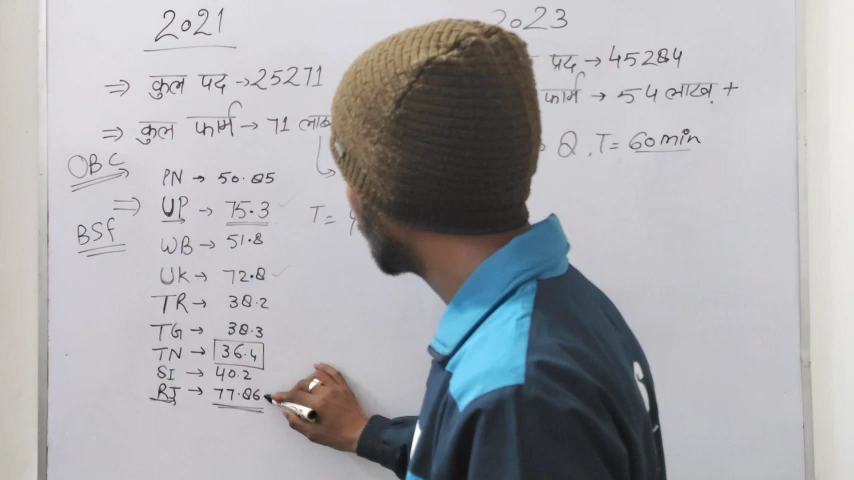 2021
⇒ कुल पद → 25271
⇒ कुल फार्म → 71 लाख
OBC
BSf
PN → 50.85
⇒ UP → 75.3
WB → 51.8
UK → 72.8
TR → 38.2
TG → 38.3
TN → 36.4
SI → 40.2
RJ → 77.86
T =
2023
पद → 45284
फार्म → 54 लाख +
Q.T = 60 min